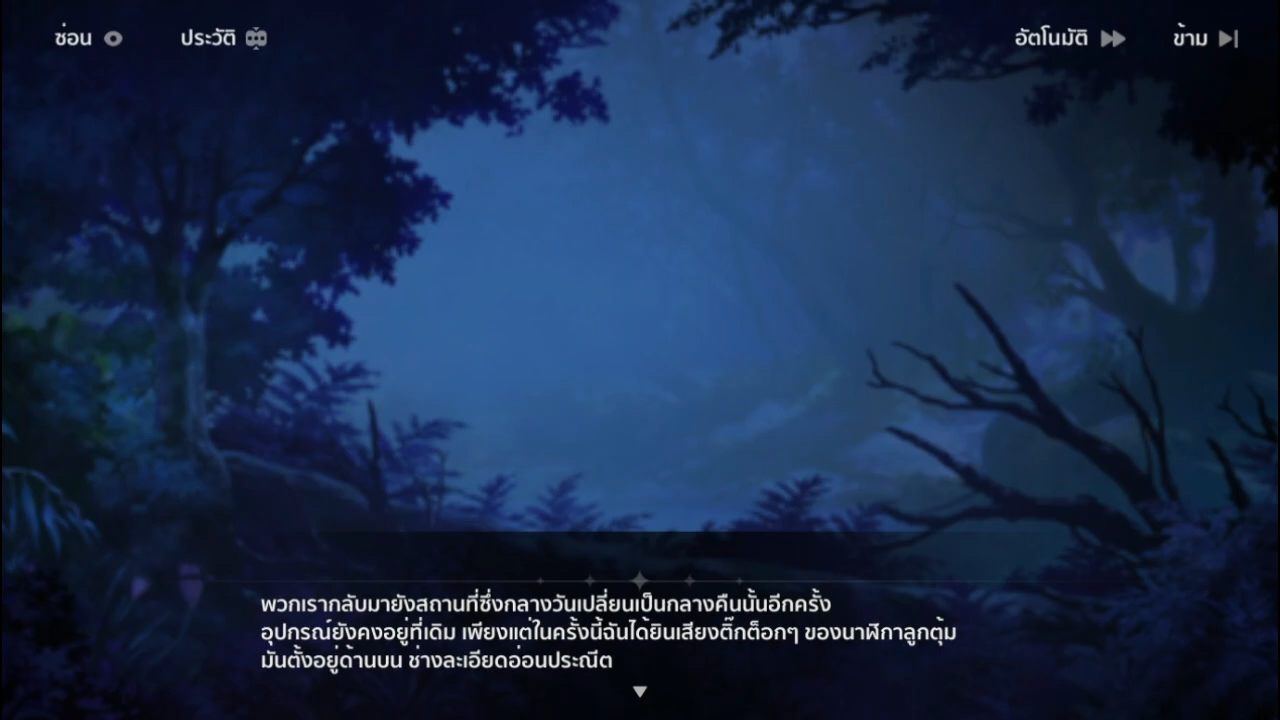 ซ่อน
ประวัติ
อัตโนมัติ
ข้าม
พวกเรากลับมายังสถานที่ซึ่งกลางวันเปลี่ยนเป็นกลางคืนนั้นอีกครั้ง
อุปกรณ์ยังคงอยู่ที่เดิม เพียงแต่ในครั้งนี้ฉันได้ยินเสียงติ๊กต็อกๆ ของนาฬิกาลูกตุ้ม
มันตั้งอยู่ด้านบน ช่างละเอียดอ่อนประณีต